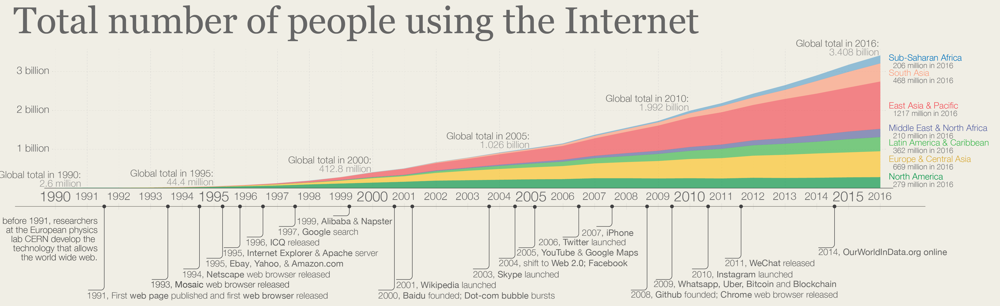 Total number of people using the Internet
Global total in 2016:
3.408 billion
3 billion
2 billion
1 billion
Global total in 2010:
1.992 billion
Global total in 2005:
1.026 billion
Global total in 2000:
412.8 million
Global total in 1995:
44.4 million
Global total in 1990:
2.6 million
Sub-Saharan Africa
206 million in 2016
South Asia
468 million in 2016
East Asia & Pacific
1217 million in 2016
Middle East & North Africa
210 million in 2016
Latin America & Caribbean
362 million in 2016
Europe & Central Asia
669 million in 2016
North America
279 million in 2016
1990 1991 1992 1993 1994 1995 1996 1997 1998 1999 2000 2001 2002 2003 2004 2005 2006 2007 2008 2009 2010 2011 2012 2013 2014 2015 2016
before 1991, researchers
at the European physics
lab CERN develop the
technology that allows
the world wide web.
1999, Alibaba & Napster
1997, Google search
1996, ICQ released
1995, Internet Explorer & Apache server
1995, Ebay, Yahoo, & Amazon.com
1994, Netscape web browser released
1993, Mosaic web browser released
1991, First web page published and first web browser released
2007, iPhone
2006, Twitter launched
2005, YouTube & Google Maps
2004, shift to Web 2.0; Facebook
2003, Skype launched
2001, Wikipedia launched
2000, Baidu founded; Dot-com bubble bursts
2014, OurWorldInData.org online
2011, WeChat released
2010, Instagram launched
2009, Whatsapp, Uber, Bitcoin and Blockchain
2008, Github founded; Chrome web browser released